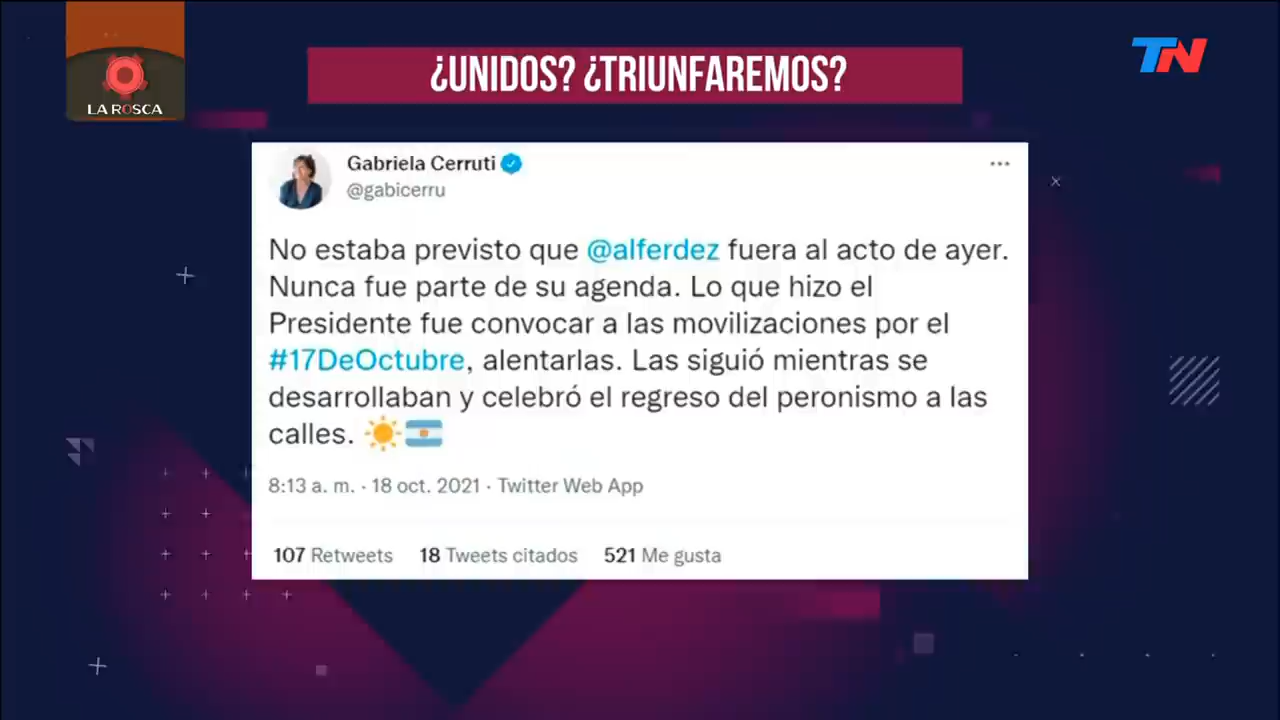 ¿UNIDOS? ¿TRIUNFAREMOS?
TN
LA ROSCA
Gabriela Cerruti
@gabicerru
No estaba previsto que @alferdez fuera al acto de ayer.
Nunca fue parte de su agenda. Lo que hizo el
Presidente fue convocar a las movilizaciones por el
#17DeOctubre, alentarlas. Las siguió mientras se
desarrollaban y celebró el regreso del peronismo a las
calles. ☀️🇦🇷
8:13 a. m. · 18 oct. 2021 · Twitter Web App
107 Retweets 18 Tweets citados 521 Me gusta